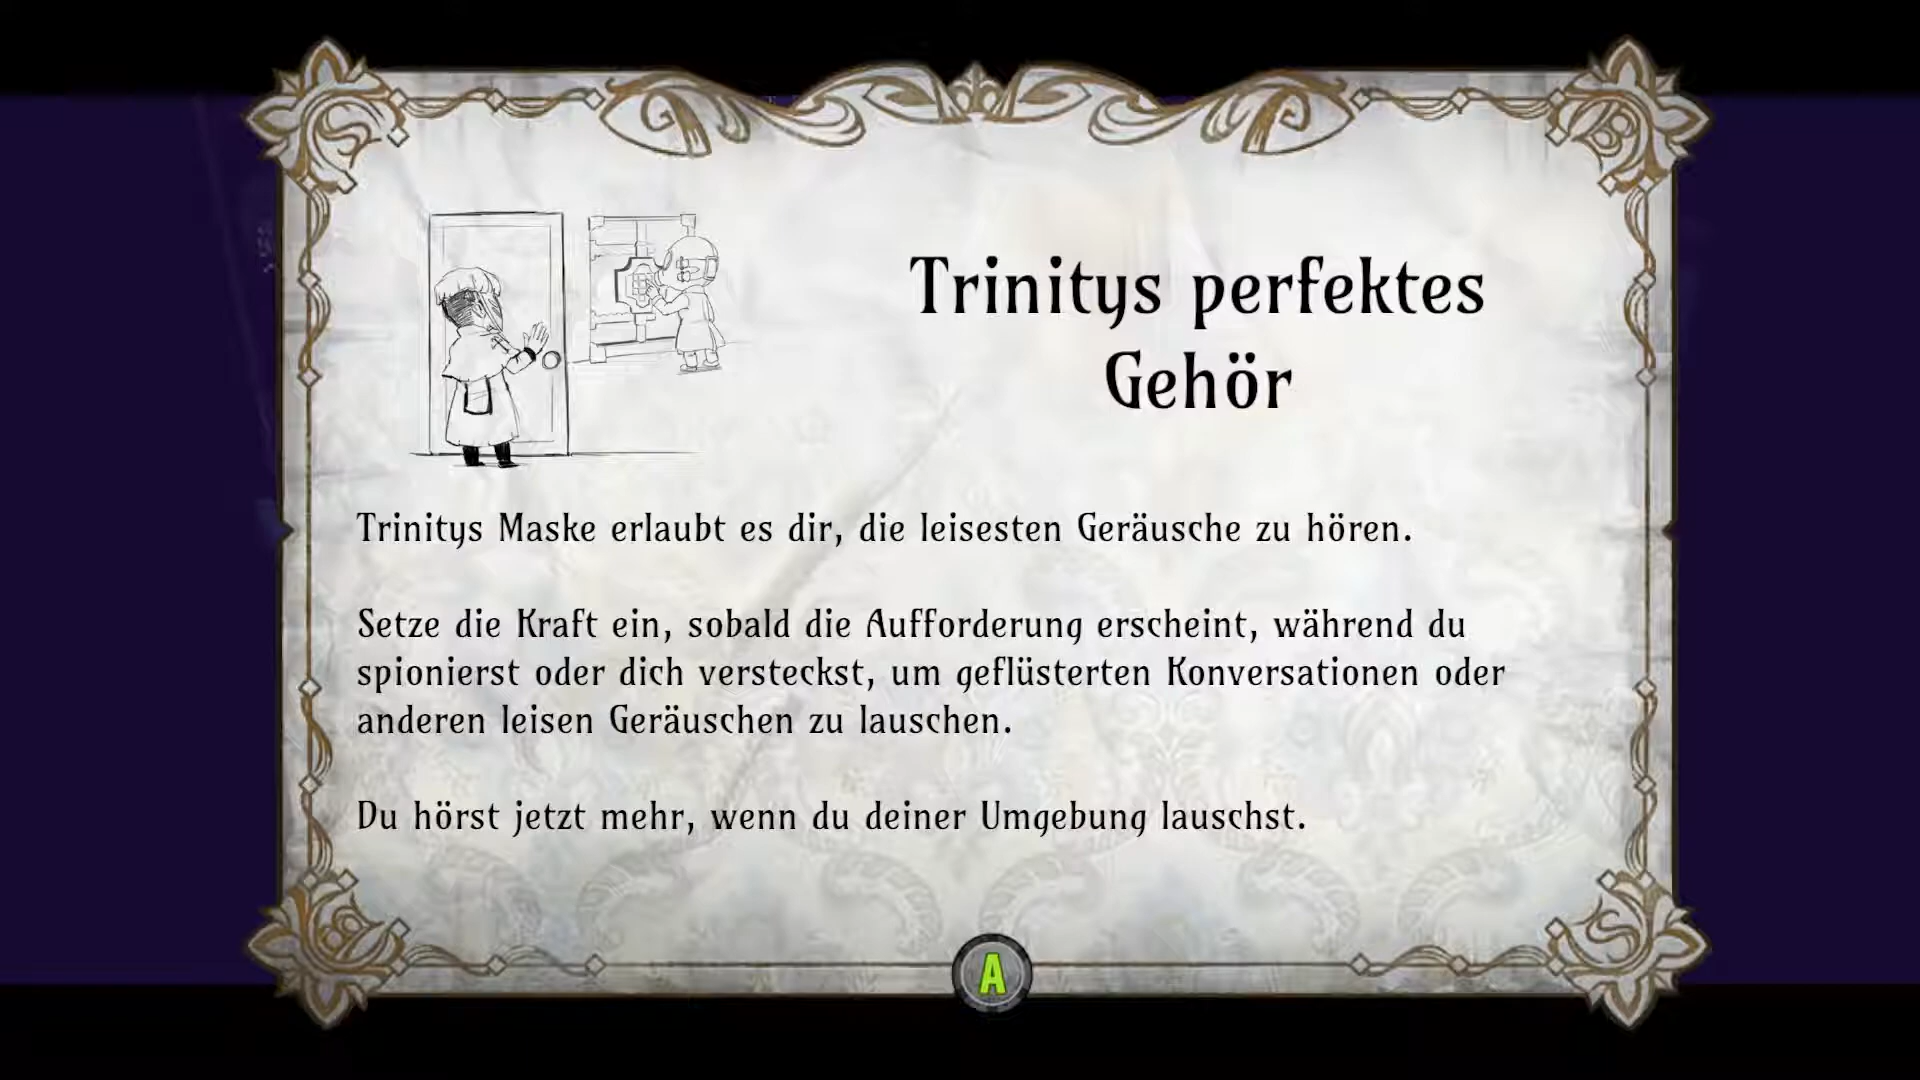 Trinitys perfektes
Gehör
Trinitys Maske erlaubt es dir, die leisesten Geräusche zu hören.
Setze die Kraft ein, sobald die Aufforderung erscheint, während du
spionierst oder dich versteckst, um geflüsterten Konversationen oder
anderen leisen Geräuschen zu lauschen.
Du hörst jetzt mehr, wenn du deiner Umgebung lauschst.
A